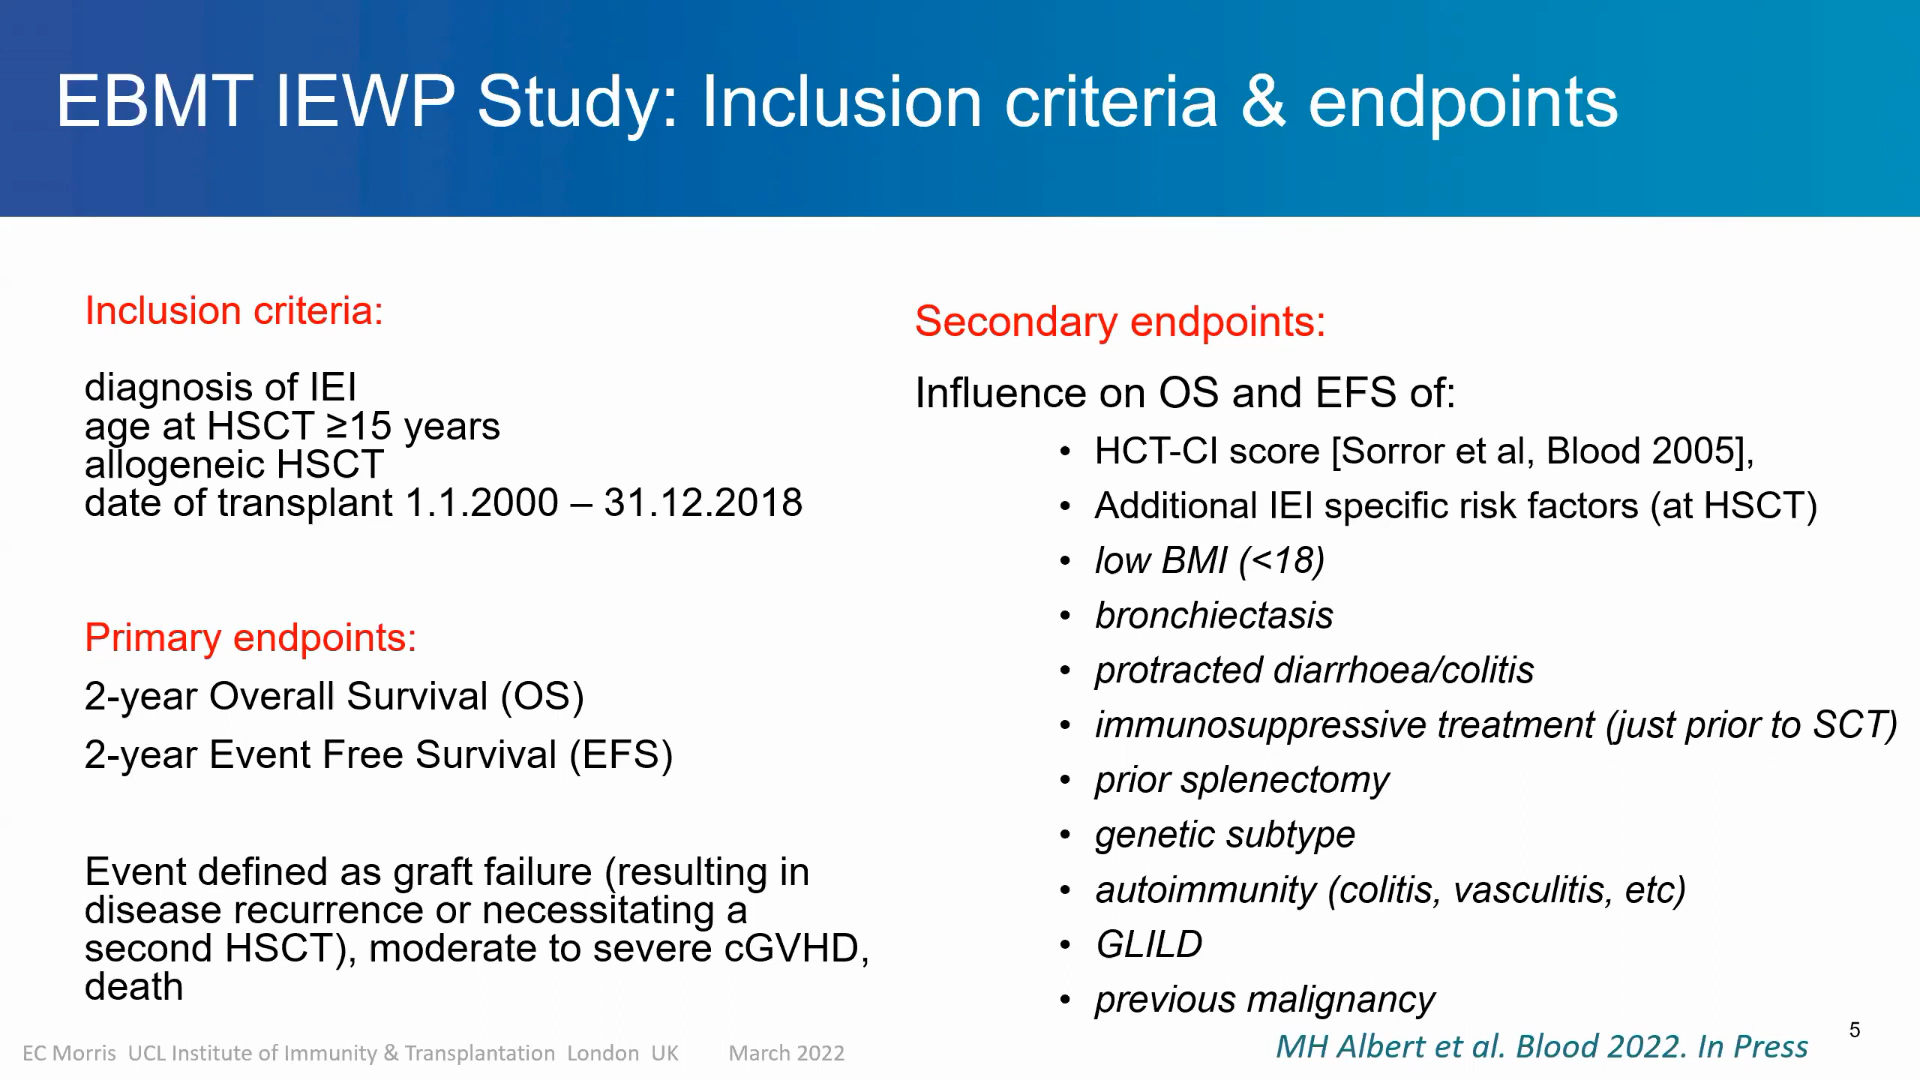 EBMT IEWP Study: Inclusion criteria & endpoints
Inclusion criteria:
diagnosis of IEI
age at HSCT ≥15 years
allogeneic HSCT
date of transplant 1.1.2000 – 31.12.2018
Primary endpoints:
2-year Overall Survival (OS)
2-year Event Free Survival (EFS)
Event defined as graft failure (resulting in
disease recurrence or necessitating a
second HSCT), moderate to severe cGVHD,
death
Secondary endpoints:
Influence on OS and EFS of:
• HCT-CI score [Sorror et al, Blood 2005],
• Additional IEI specific risk factors (at HSCT)
• low BMI (<18)
• bronchiectasis
• protracted diarrhoea/colitis
• immunosuppressive treatment (just prior to SCT)
• prior splenectomy
• genetic subtype
• autoimmunity (colitis, vasculitis, etc)
• GLILD
• previous malignancy
MH Albert et al. Blood 2022. In Press
5
EC Morris UCL Institute of Immunity & Transplantation London UK March 2022